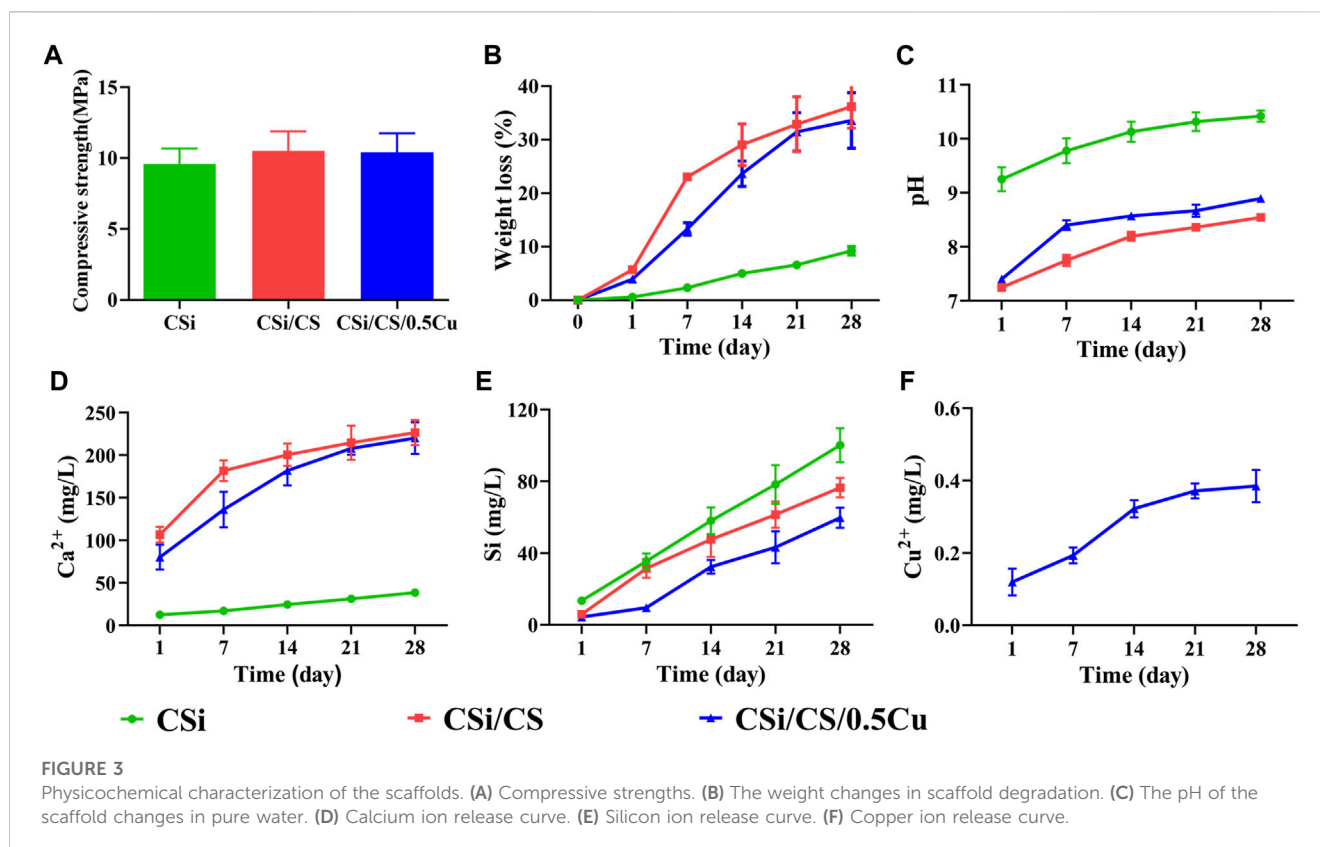 A
Compressive strength(MPa)
15
10
5
0
CSi
CSi/CS
CSi/CS/0.5Cu
B
Weight loss (%)
40
30
20
10
0
0
1
7
14
21
28
Time (day)
C
pH
11
10
9
8
7
1
7
14
21
28
Time (day)
D
Ca2+ (mg/L)
250
200
150
100
50
0
1
7
14
21
28
Time (day)
E
Si (mg/L)
120
80
40
0
1
7
14
21
28
Time (day)
F
Cu2+ (mg/L)
0.6
0.4
0.2
0.0
1
7
14
21
28
Time (day)
CSi
CSi/CS
CSi/CS/0.5Cu
FIGURE 3
Physicochemical characterization of the scaffolds. (A) Compressive strengths. (B) The weight changes in scaffold degradation. (C) The pH of the
scaffold changes in pure water. (D) Calcium ion release curve. (E) Silicon ion release curve. (F) Copper ion release curve.